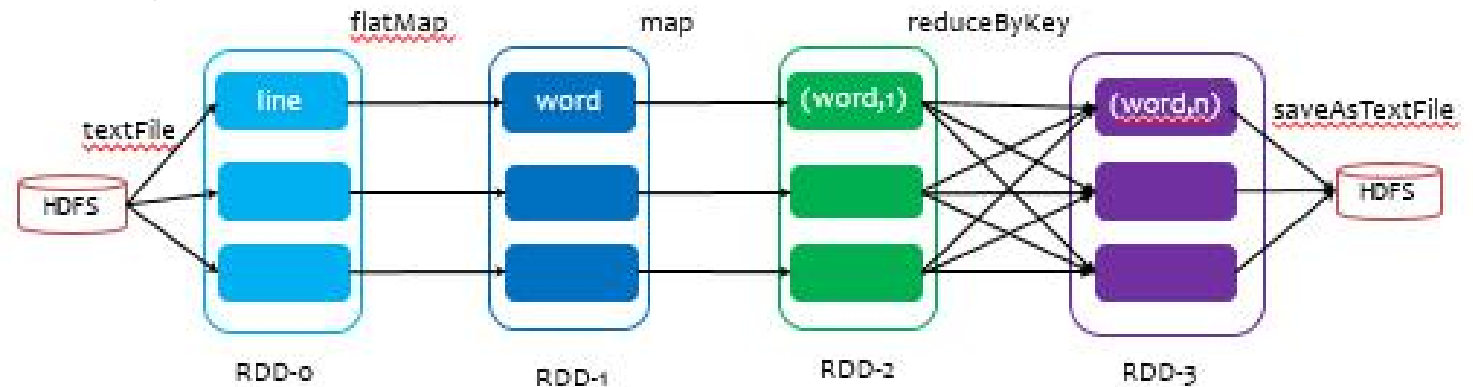 flatMap
map
reduceByKey
textFile
line
word
(word,1)
(word,n)
saveAsTextFile
HDFS
HDFS
RDD-0
RDD-1
RDD-2
RDD-3